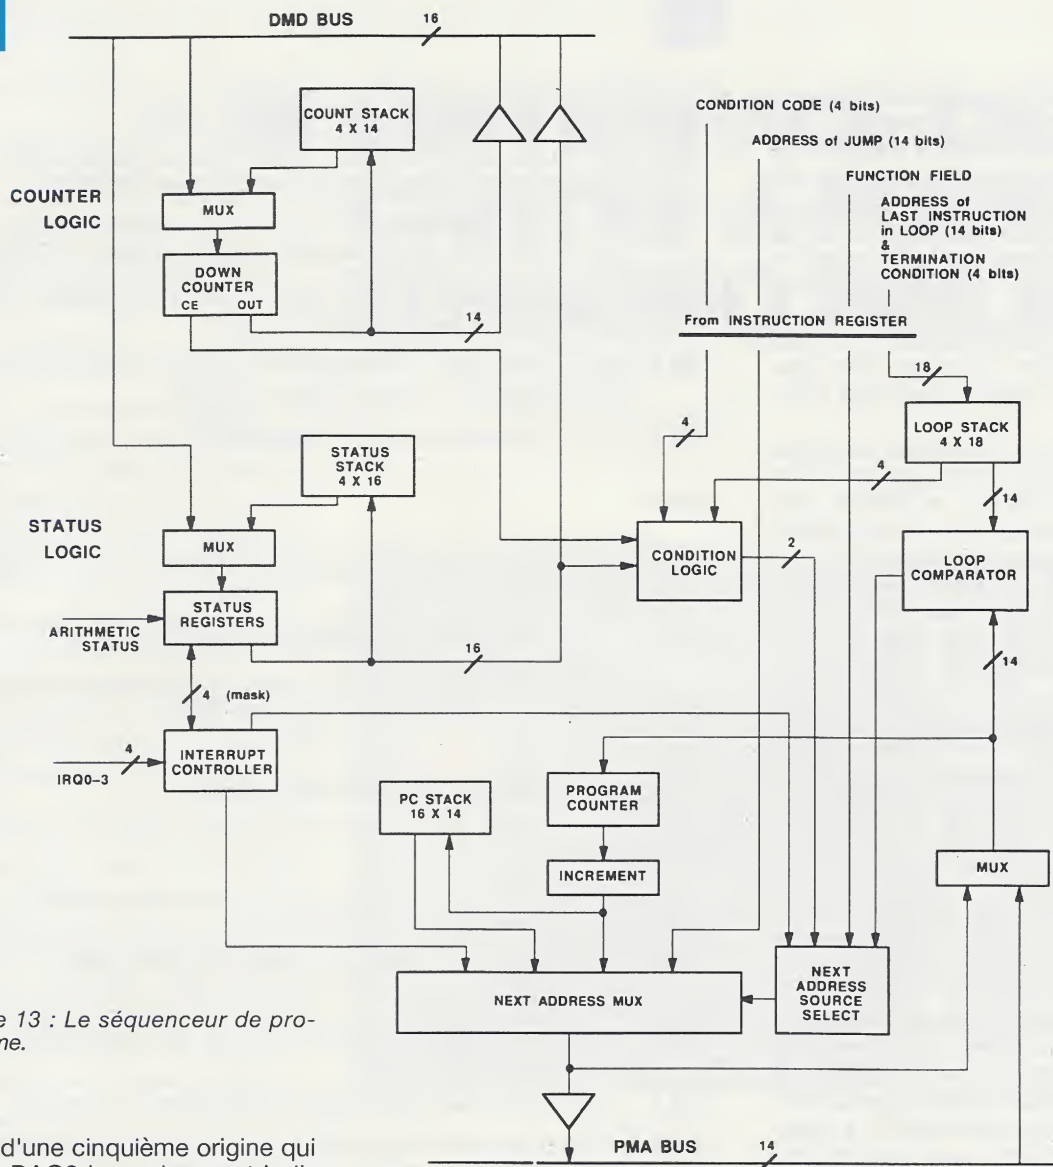 DMD BUS
16
COUNT STACK
4 X 14
CONDITION CODE (4 bits)
ADDRESS of JUMP (14 bits)
FUNCTION FIELD
ADDRESS of
LAST INSTRUCTION
in LOOP (14 bits)
&
TERMINATION
CONDITION (4 bits)
COUNTER
LOGIC
MUX
DOWN
COUNTER
CE OUT
14
From INSTRUCTION REGISTER
18
LOOP STACK
4 X 18
4
4
14
STATUS
STACK
4 X 16
STATUS
LOGIC
MUX
CONDITION
LOGIC
2
LOOP
COMPARATOR
STATUS
REGISTERS
ARITHMETIC
STATUS
16
14
4 (mask)
INTERRUPT
CONTROLLER
4
IRQ0-3
PC STACK
16 X 14
PROGRAM
COUNTER
INCREMENT
MUX
NEXT ADDRESS MUX
NEXT
ADDRESS
SOURCE
SELECT
e 13 : Le séquenceur de pro-
me.
d'une cinquième origine qui
PMA BUS
14